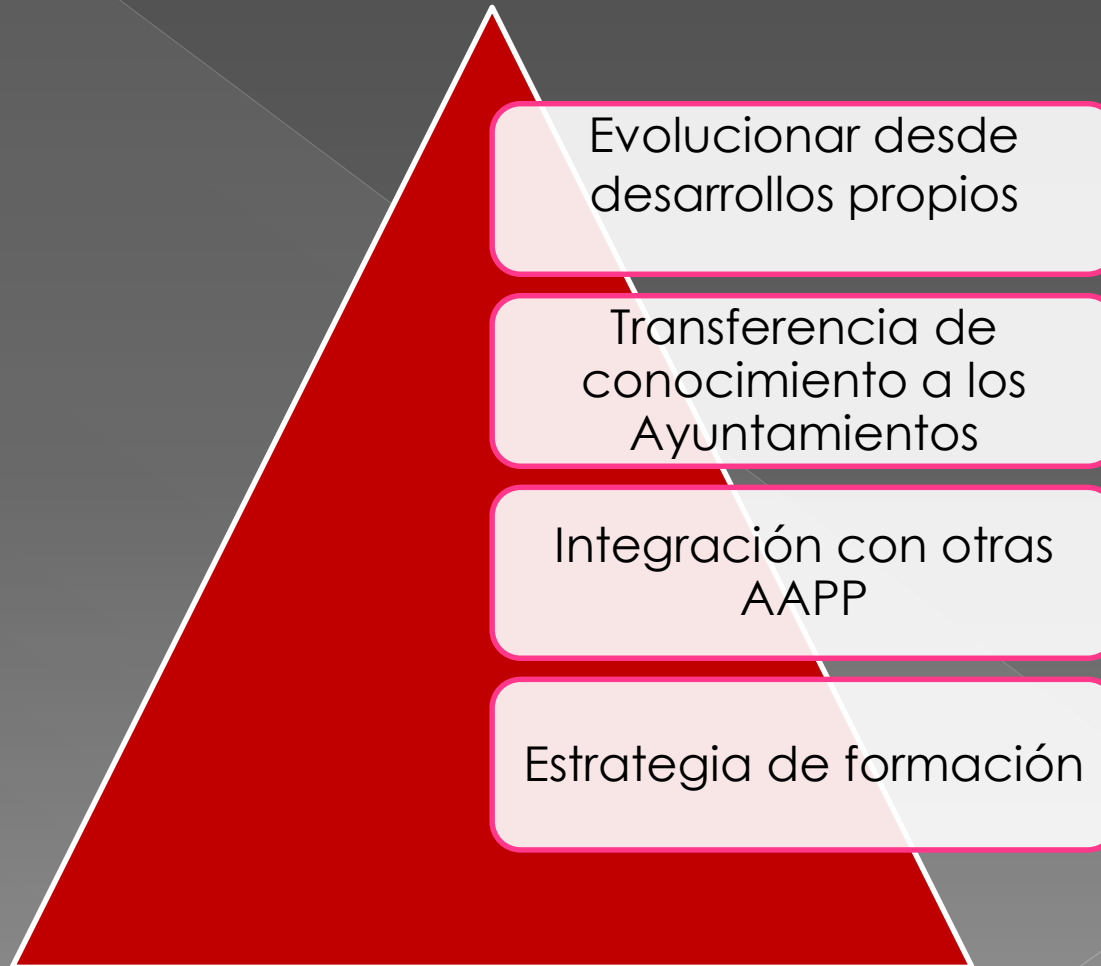 Evolucionar desde
desarrollos propios
Transferencia de
conocimiento a los
Ayuntamientos
Integración con otras
AAPP
Estrategia de formación